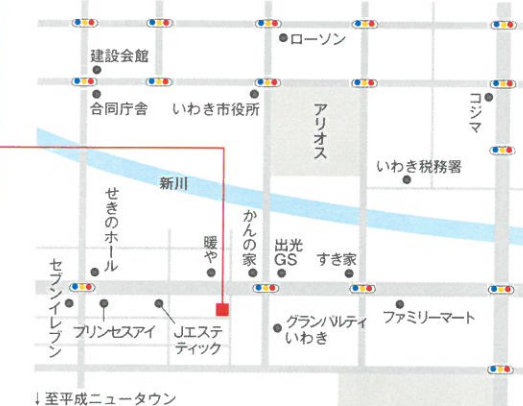 ローソン
建設会館
合同庁舎
いわき市役所
アリオス
コジマ
いわき税務署
新川
せきのホール
暖や
かんの家
出光
GS
すき家
セブンイレブン
プリンセスアイ
Jエステ
ティック
グランパルティ
いわき
ファミリーマート
↓至平成ニュータウン